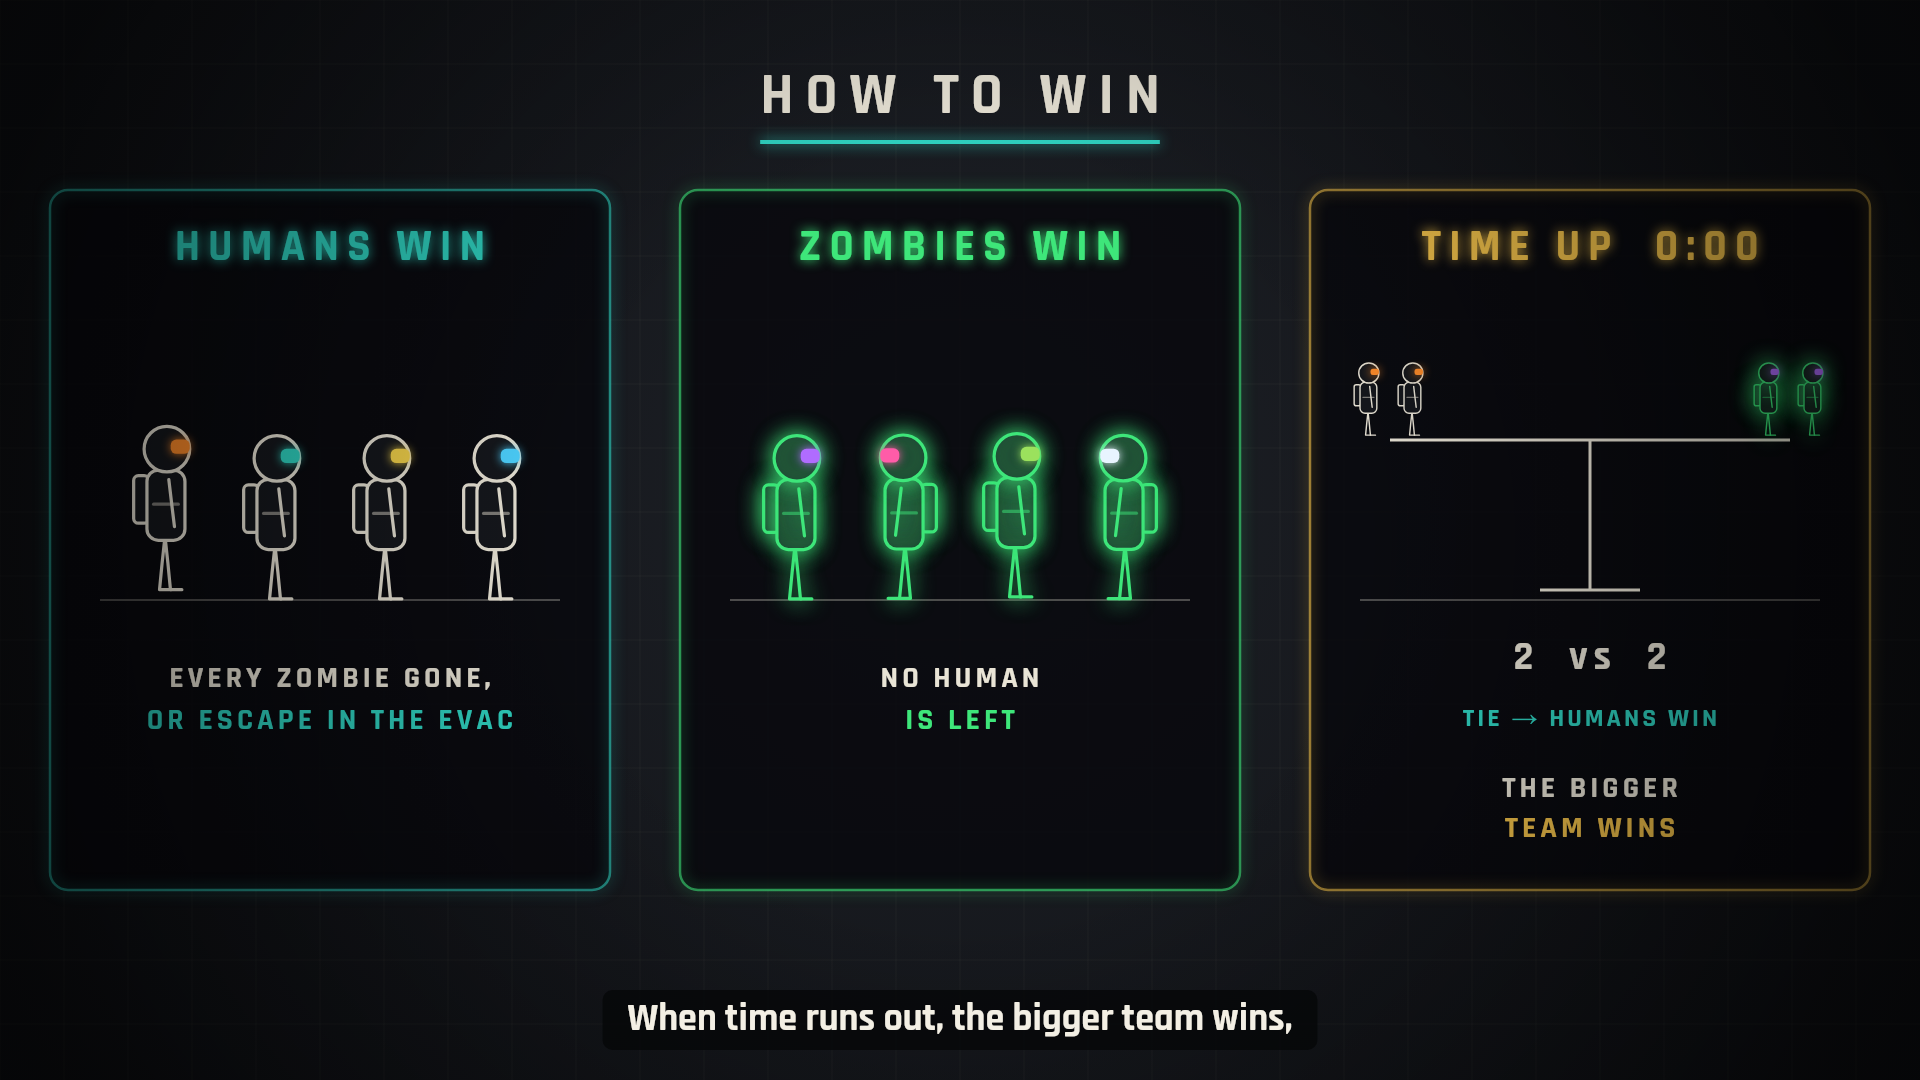 HOW TO WIN
HUMANS WIN
EVERY ZOMBIE GONE,
OR ESCAPE IN THE EVAC
ZOMBIES WIN
NO HUMAN
IS LEFT
TIME UP 0:00
2 VS 2
TIE → HUMANS WIN
THE BIGGER
TEAM WINS
When time runs out, the bigger team wins,